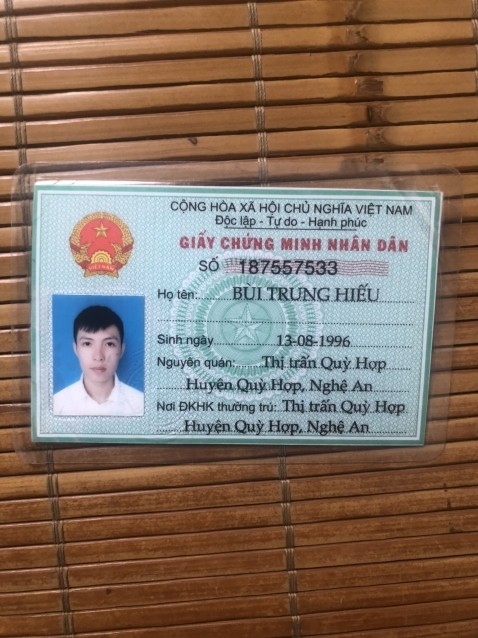 CỘNG HÒA XÃ HỘI CHỦ NGHĨA VIỆT NAM
Độc lập - Tự do - Hạnh phúc
GIẤY CHỨNG MINH NHÂN DÂN
SỐ 187557533
Họ tên: BÙI TRUNG HIẾU
Sinh ngày 13-08-1996
Nguyên quán: Thị trấn Quỳ Hợp
Huyện Quỳ Hợp, Nghệ An
Nơi ĐKHK thường trú: Thị trấn Quỳ Hợp
Huyện Quỳ Hợp, Nghệ An
VIỆT NAM